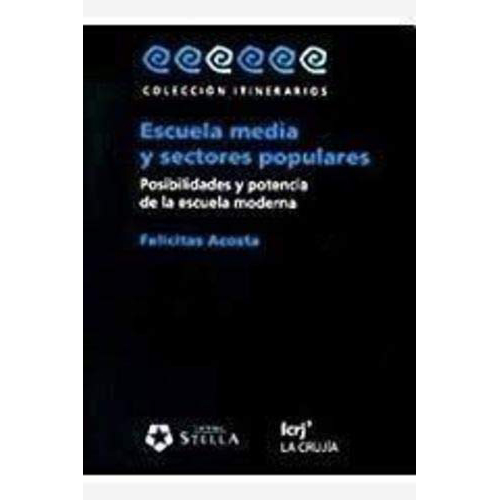 COLECCIÓN ITINERARIOS
Escuela media
y sectores populares
Posibilidades y potencia
de la escuela moderna
Felicitas Acosta
STELLA
lcrj'
LA CRUJÍA